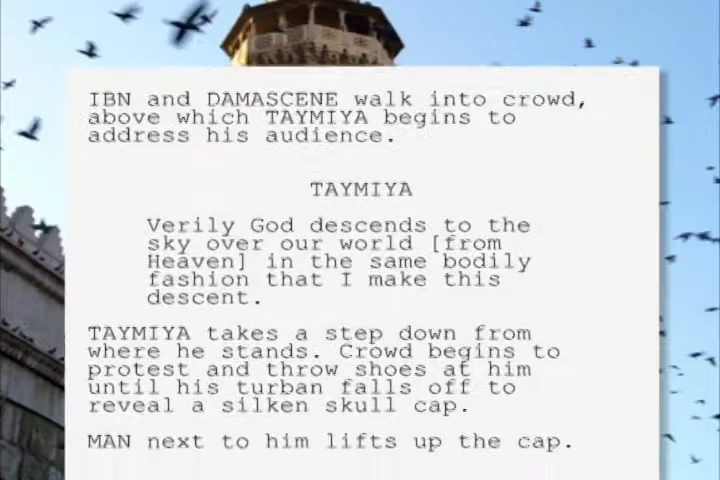 IBN and DAMASCENE walk into crowd,
above which TAYMIYA begins to
address his audience.
TAYMIYA
Verily God descends to the
sky over our world [from
Heaven] in the same bodily
fashion that I make this
descent.
TAYMIYA takes a step down from
where he stands. Crowd begins to
protest and throw shoes at him
until his turban falls off to
reveal a silken skull cap.
MAN next to him lifts up the cap.